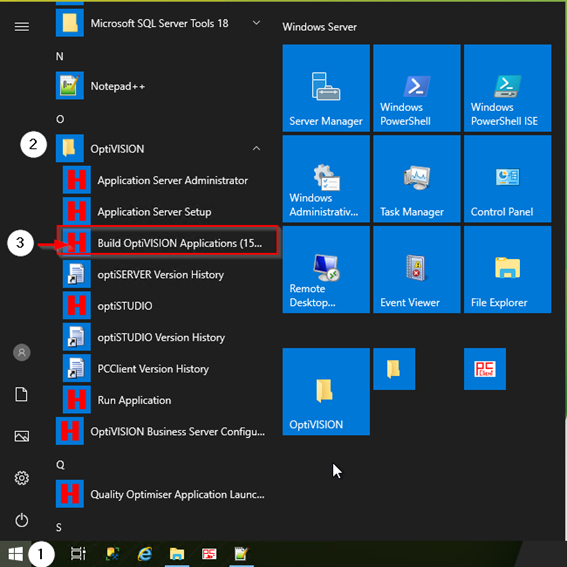 Microsoft SQL Server Tools 18
N
Notepad++
O
2
OptiVISION
Application Server Administrator
Application Server Setup
3
Build OptiVISION Applications (15...
optiSERVER Version History
optiSTUDIO
optiSTUDIO Version History
PCClient Version History
Run Application
OptiVISION Business Server Configu...
Q
Quality Optimiser Application Launc...
S
Windows Server
Server Manager
Windows
PowerShell
Windows
PowerShell ISE
Windows
Administrativ...
Task Manager
Control Panel
Remote
Desktop...
Event Viewer
File Explorer
OptiVISION
PC
Client
1